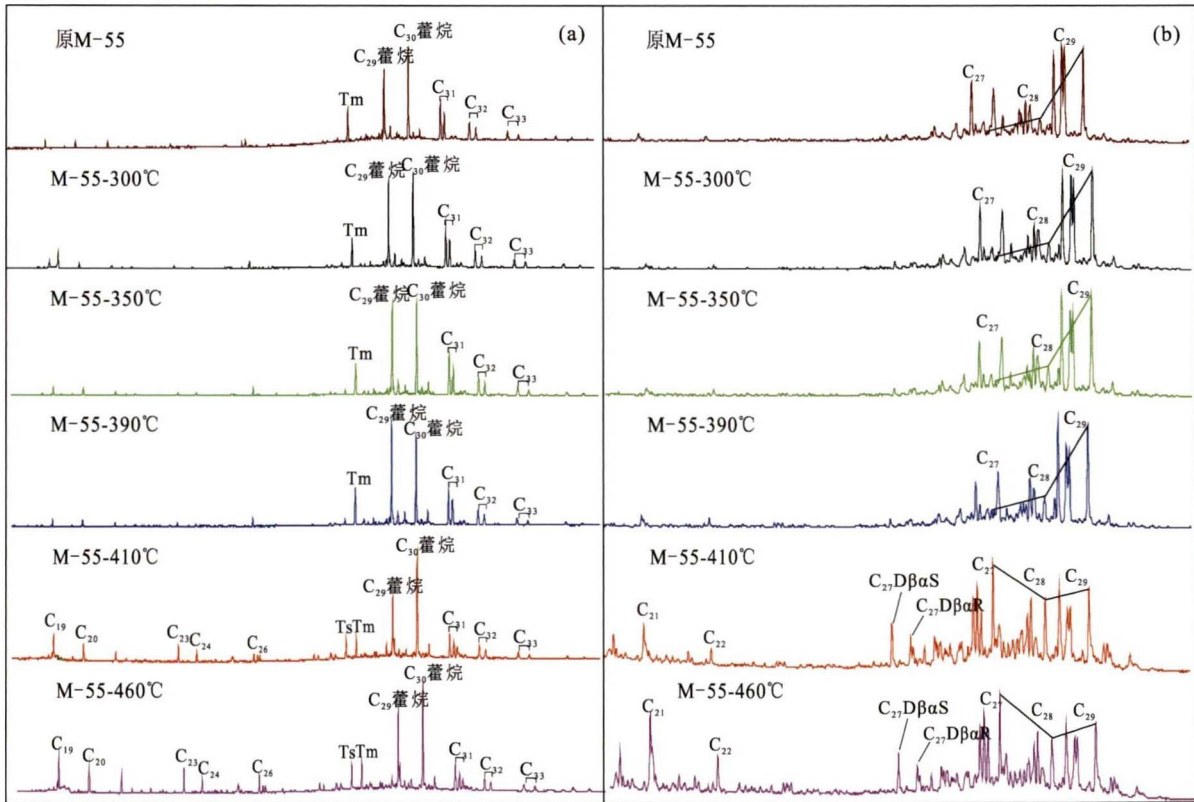 原M-55
(a)
Tm
C₂₉藿烷
C₃₀藿烷
C₃₁
C₃₂
C₃₃
M-55-300℃
Tm
C₂₉藿烷
C₃₀藿烷
C₃₁
C₃₂
C₃₃
M-55-350℃
Tm
C₂₉藿烷
C₃₀藿烷
C₃₁
C₃₂
C₃₃
M-55-390℃
Tm
C₂₉藿烷
C₃₀藿烷
C₃₁
C₃₂
C₃₃
M-55-410℃
C₁₉
C₂₀
C₂₃
C₂₄
C₂₆
TsTm
C₂₉藿烷
C₃₀藿烷
C₃₁
C₃₂
C₃₃
M-55-460℃
C₁₉
C₂₀
C₂₃
C₂₄
C₂₆
TsTm
C₂₉藿烷
C₃₀藿烷
C₃₁
C₃₂
C₃₃
原M-55
(b)
C₂₇
C₂₈
C₂₉
M-55-300℃
C₂₇
C₂₈
C₂₉
M-55-350℃
C₂₇
C₂₈
C₂₉
M-55-390℃
C₂₇
C₂₈
C₂₉
M-55-410℃
C₂₁
C₂₂
C₂₇DβαS
C₂₇DβαR
C₂₇
C₂₈
C₂₉
M-55-460℃
C₂₁
C₂₂
C₂₇DβαS
C₂₇DβαR
C₂₇
C₂₈
C₂₉